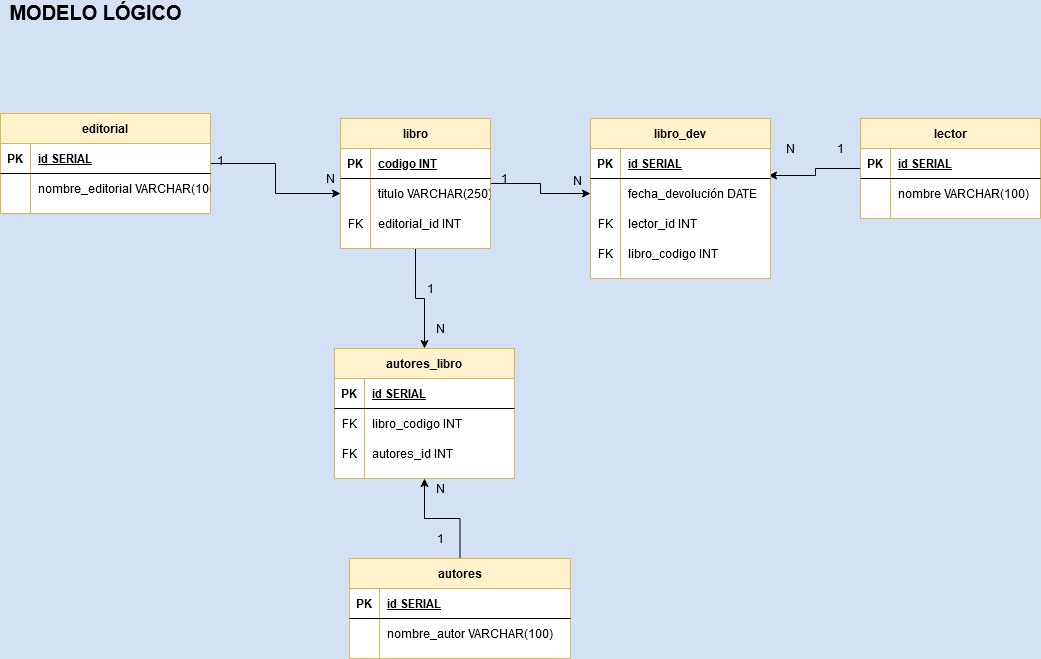 MODELO LÓGICO
editorial
PK id SERIAL
nombre_editorial VARCHAR(10
1
N
libro
PK codigo INT
titulo VARCHAR(250)
FK editorial_id INT
1
N
libro_dev
PK id SERIAL
fecha_devolución DATE
FK lector_id INT
FK libro_codigo INT
N
1
lector
PK id SERIAL
nombre VARCHAR(100)
1
N
autores_libro
PK id SERIAL
FK libro_codigo INT
FK autores_id INT
N
1
autores
PK id SERIAL
nombre_autor VARCHAR(100)